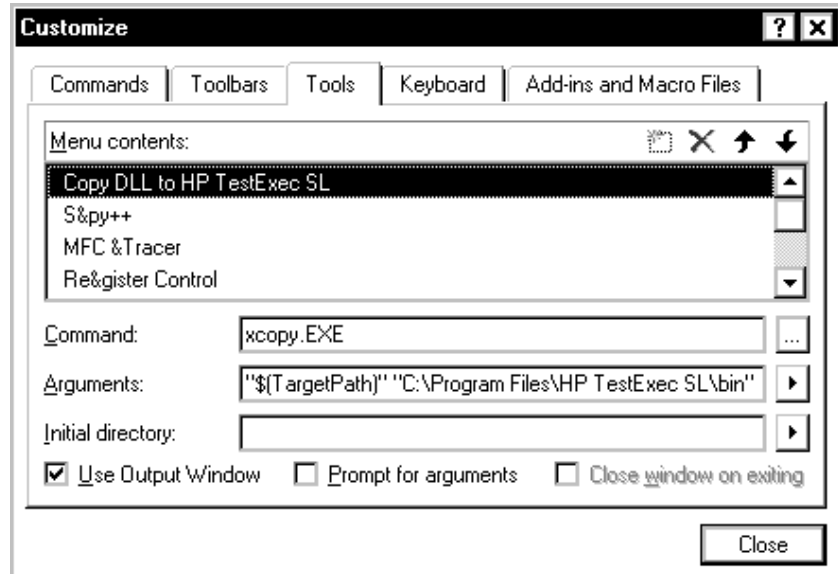 Customize
Commands Toolbars Tools Keyboard Add-ins and Macro Files
Menu contents:
Copy DLL to HP TestExec SL
S&py++
MFC &Tracer
Re&gister Control
Command: xcopy.EXE ...
Arguments: "$(TargetPath)" "C:\Program Files\HP TestExec SL\bin"
Initial directory:
Use Output Window Prompt for arguments Close window on exiting
Close